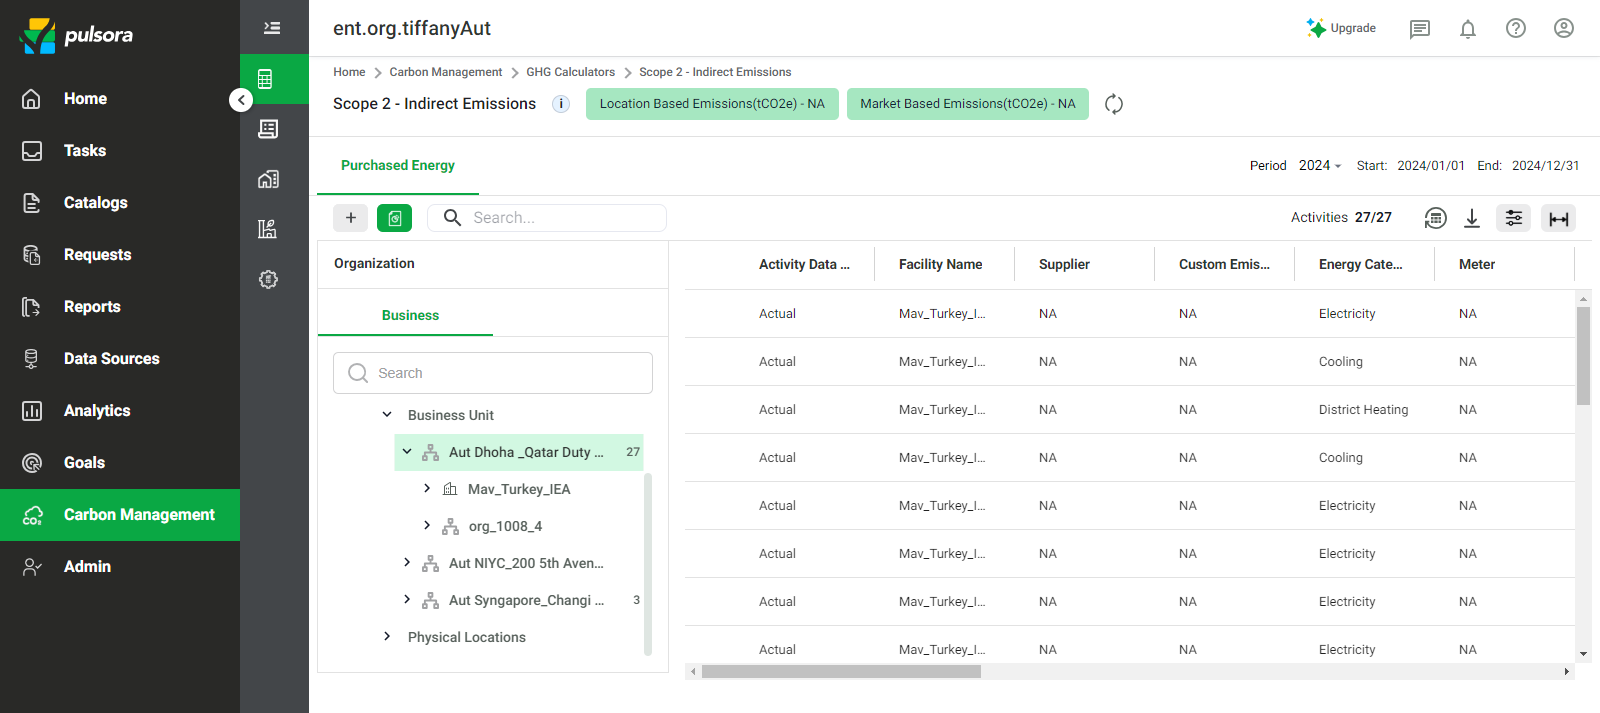 pulsora
Home
Tasks
Catalogs
Requests
Reports
Data Sources
Analytics
Goals
Carbon Management
Admin
ent.org.tiffanyAut
Upgrade
Home > Carbon Management > GHG Calculators > Scope 2 - Indirect Emissions
Scope 2 - Indirect Emissions
Location Based Emissions(tCO2e) - NA
Market Based Emissions(tCO2e) - NA
Purchased Energy
Period 2024 Start: 2024/01/01 End: 2024/12/31
Search...
Activities 27/27
Organization
Business
Search
Business Unit
Aut Dhoha _Qatar Duty ... 27
Mav_Turkey_IEA
org_1008_4
Aut NIYC_200 5th Aven...
Aut Syngapore_Changi ... 3
Physical Locations
Activity Data ... Facility Name Supplier Custom Emis... Energy Cate... Meter
Actual Mav_Turkey_I... NA NA Electricity NA
Actual Mav_Turkey_I... NA NA Cooling NA
Actual Mav_Turkey_I... NA NA District Heating NA
Actual Mav_Turkey_I... NA NA Cooling NA
Actual Mav_Turkey_I... NA NA Electricity NA
Actual Mav_Turkey_I... NA NA Electricity NA
Actual Mav_Turkey_I... NA NA Electricity NA
Actual Mav_Turkey_I... NA NA Electricity NA